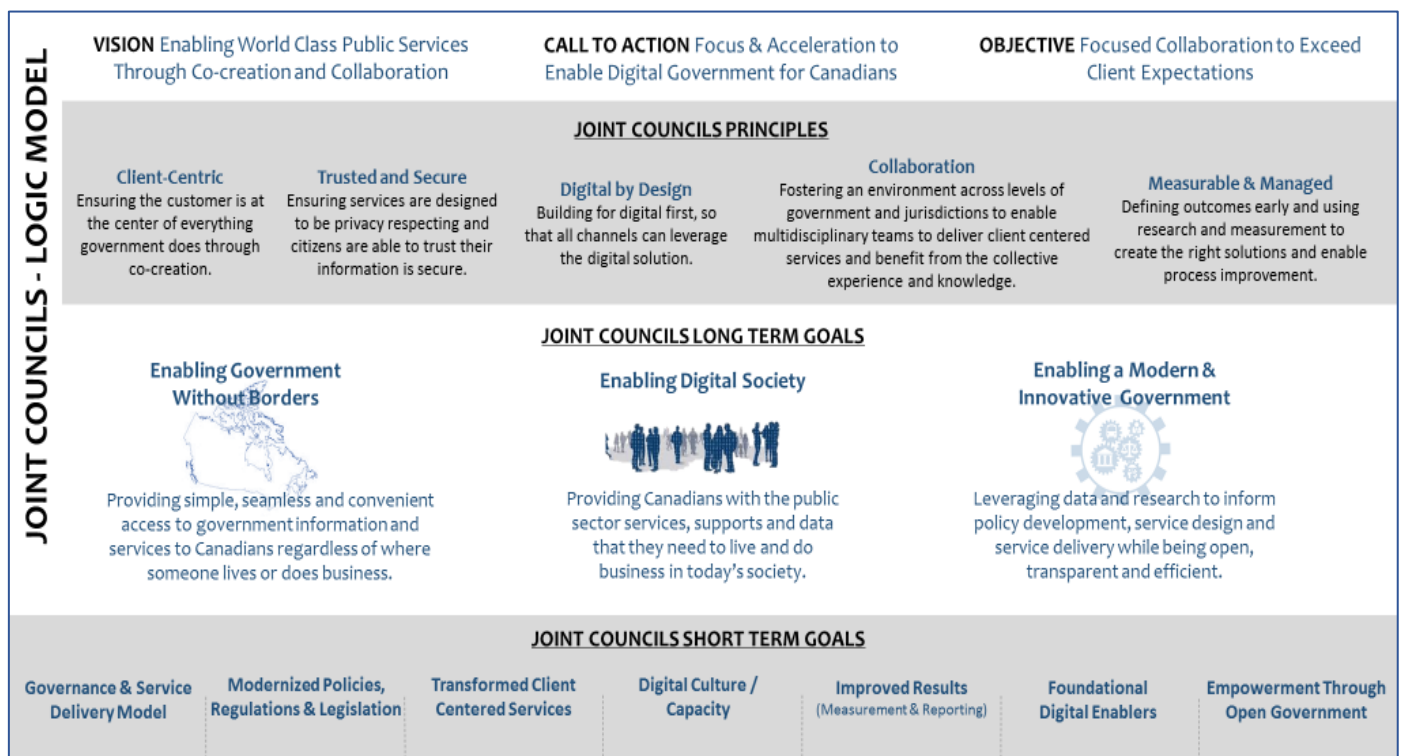 JOINT COUNCILS - LOGIC MODEL
VISION Enabling World Class Public Services
Through Co-creation and Collaboration
CALL TO ACTION Focus & Acceleration to
Enable Digital Government for Canadians
OBJECTIVE Focused Collaboration to Exceed
Client Expectations
JOINT COUNCILS PRINCIPLES
Client-Centric
Ensuring the customer is at
the center of everything
government does through
co-creation.
Trusted and Secure
Ensuring services are designed
to be privacy respecting and
citizens are able to trust their
information is secure.
Digital by Design
Building for digital first, so
that all channels can leverage
the digital solution.
Collaboration
Fostering an environment across levels of
government and jurisdictions to enable
multidisciplinary teams to deliver client centered
services and benefit from the collective
experience and knowledge.
Measurable & Managed
Defining outcomes early and using
research and measurement to
create the right solutions and enable
process improvement.
JOINT COUNCILS LONG TERM GOALS
Enabling Government
Without Borders
Providing simple, seamless and convenient
access to government information and
services to Canadians regardless of where
someone lives or does business.
Enabling Digital Society
Providing Canadians with the public
sector services, supports and data
that they need to live and do
business in today's society.
Enabling a Modern &
Innovative Government
Leveraging data and research to inform
policy development, service design and
service delivery while being open,
transparent and efficient.
JOINT COUNCILS SHORT TERM GOALS
Governance & Service
Delivery Model
Modernized Policies,
Regulations & Legislation
Transformed Client
Centered Services
Digital Culture /
Capacity
Improved Results
(Measurement & Reporting)
Foundational
Digital Enablers
Empowerment Through
Open Government